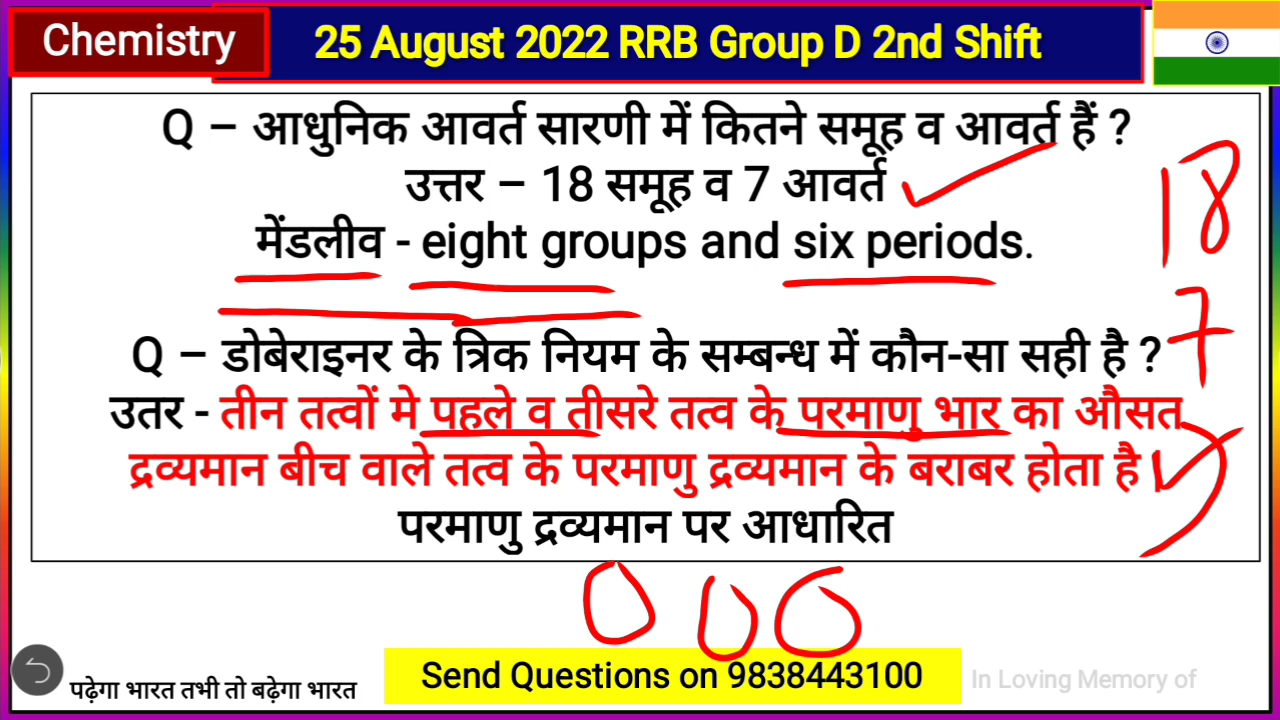 Chemistry
25 August 2022 RRB Group D 2nd Shift
Q – आधुनिक आवर्त सारणी में कितने समूह व आवर्त हैं ?
उत्तर – 18 समूह व 7 आवर्त
मेंडलीव - eight groups and six periods.
18
7
Q – डोबेराइनर के त्रिक नियम के सम्बन्ध में कौन-सा सही है ?
उतर - तीन तत्वों मे पहले व तीसरे तत्व के परमाणु भार का औसत
द्रव्यमान बीच वाले तत्व के परमाणु द्रव्यमान के बराबर होता है।
परमाणु द्रव्यमान पर आधारित
पढ़ेगा भारत तभी तो बढ़ेगा भारत
Send Questions on 9838443100
In Loving Memory of